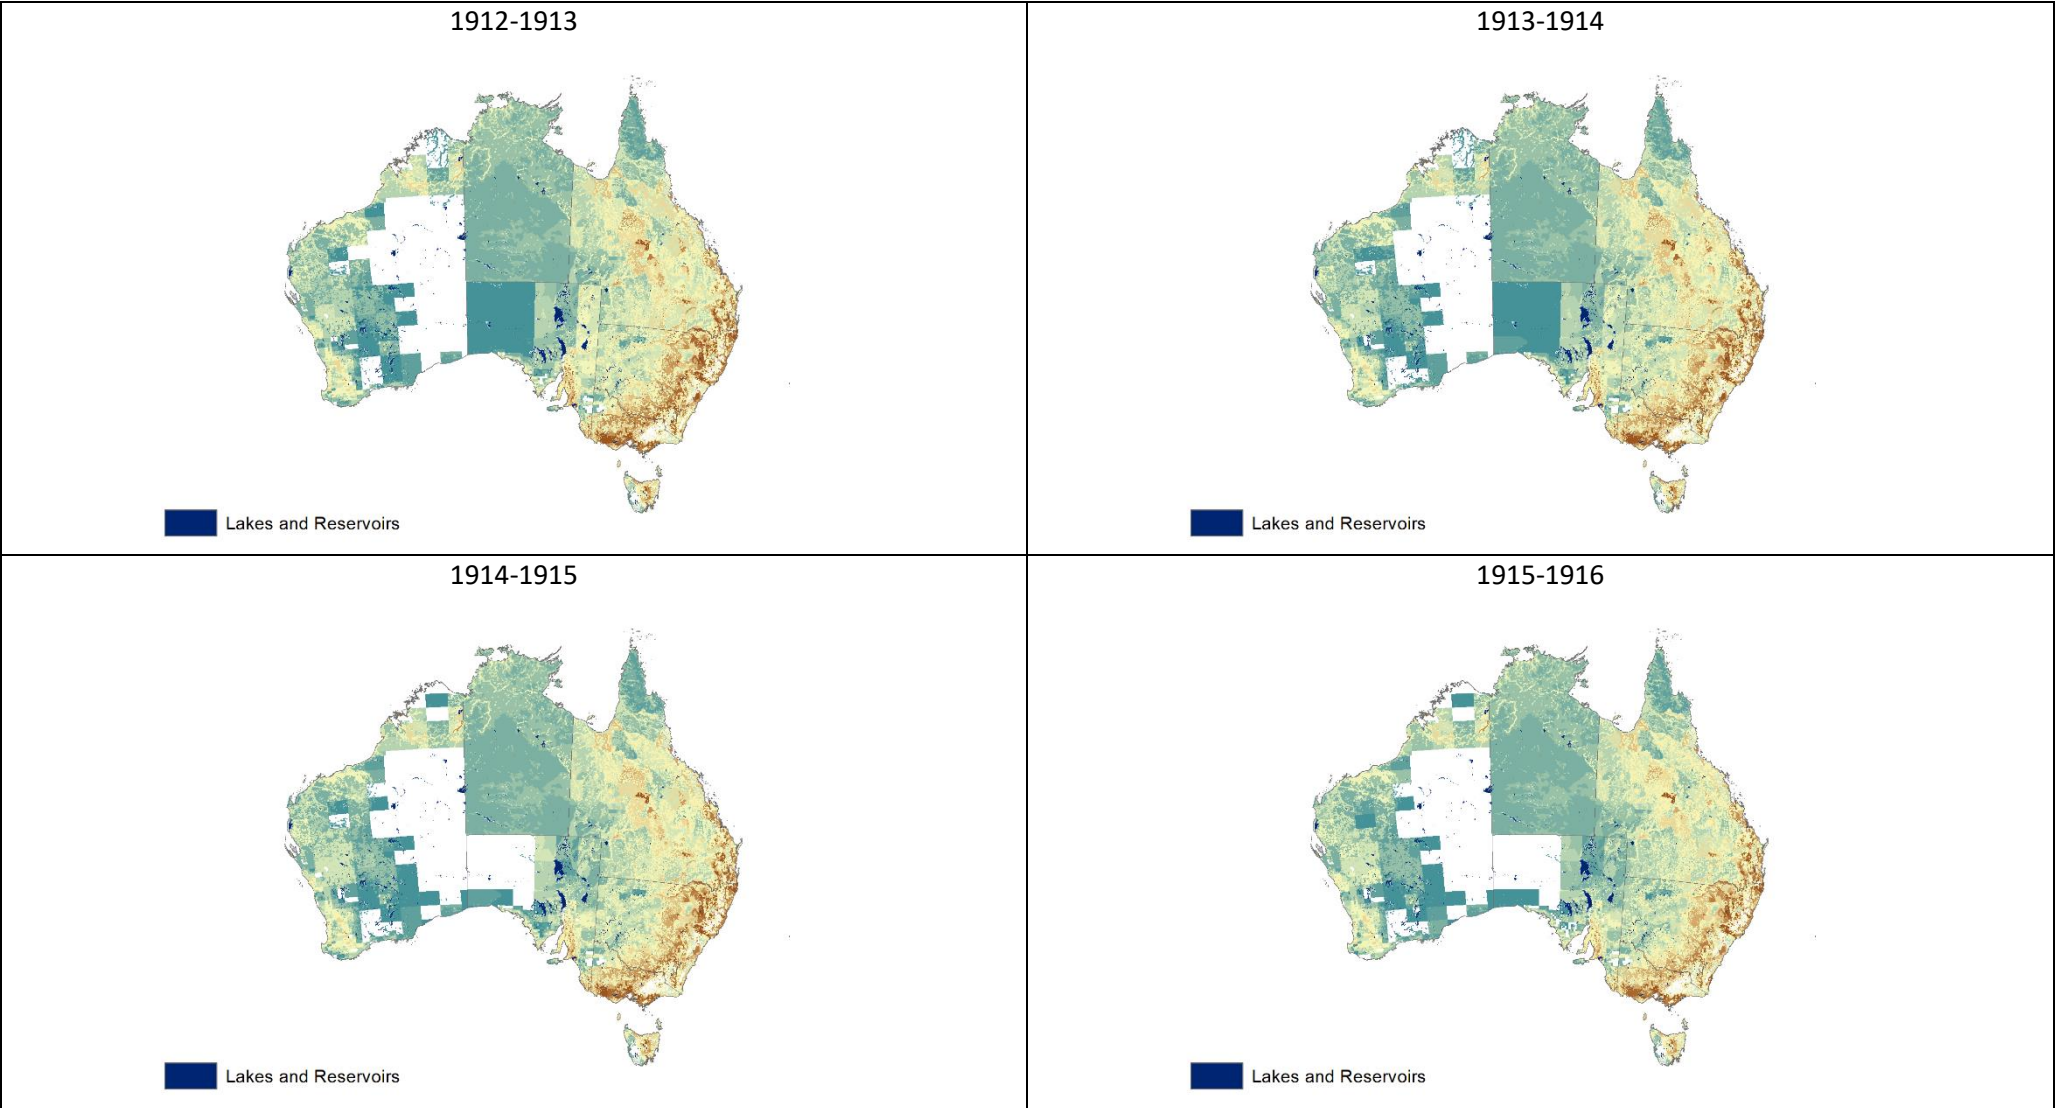 1912-1913
Lakes and Reservoirs
1913-1914
Lakes and Reservoirs
1914-1915
Lakes and Reservoirs
1915-1916
Lakes and Reservoirs